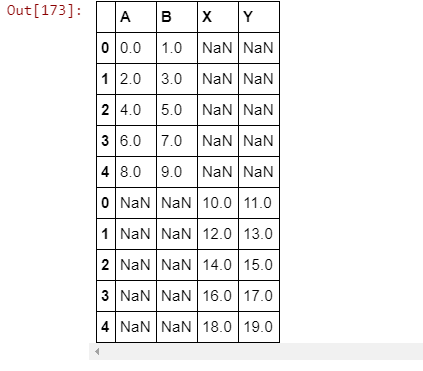 Out[173]:
A B X Y
0 0.0 1.0 NaN NaN
1 2.0 3.0 NaN NaN
2 4.0 5.0 NaN NaN
3 6.0 7.0 NaN NaN
4 8.0 9.0 NaN NaN
0 NaN NaN 10.0 11.0
1 NaN NaN 12.0 13.0
2 NaN NaN 14.0 15.0
3 NaN NaN 16.0 17.0
4 NaN NaN 18.0 19.0